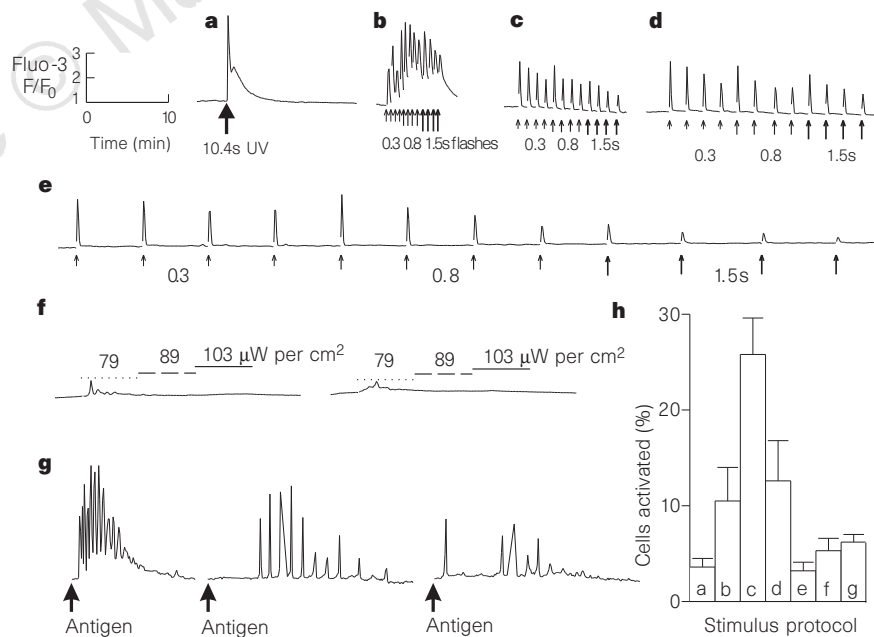 © Ma
a
b
c
d
Fluo-3
F/F0
3
2
1
0
10
Time (min)
10.4s UV
0.3 0.8 1.5s flashes
0.3 0.8 1.5s
0.3 0.8 1.5s
e
0.3 0.8 1.5s
f
79 89 103 µW per cm2
79 89 103 µW per cm2
g
Antigen
Antigen
Antigen
h
Cells activated (%)
30
20
10
0
a b c d e f g
Stimulus protocol